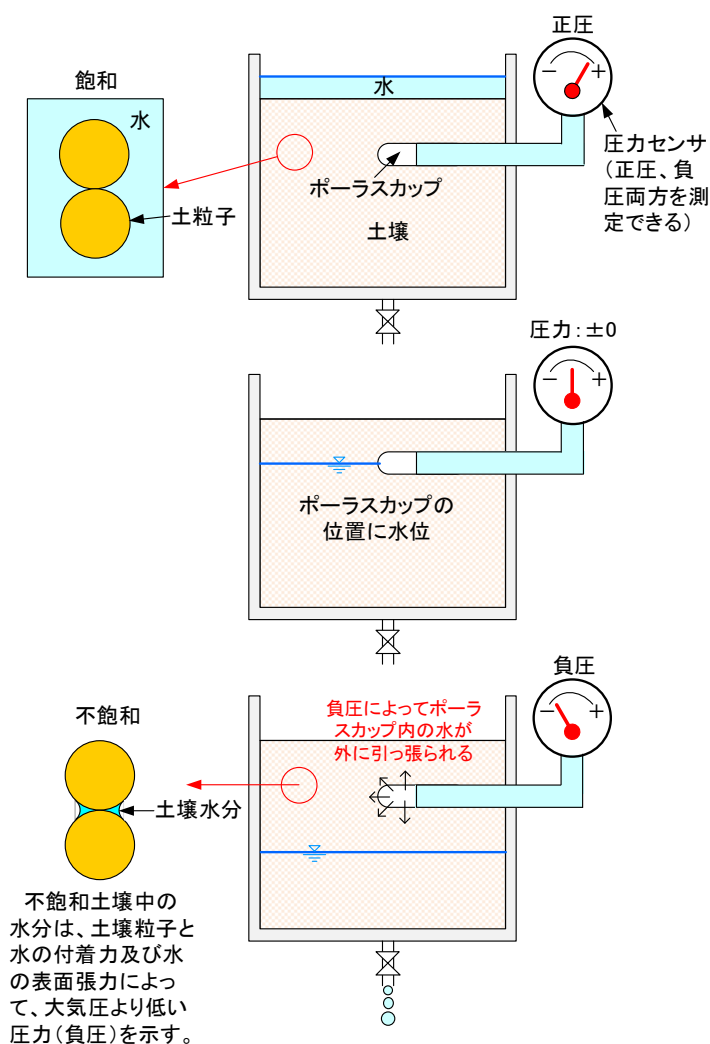 正圧
− +
飽和
水
水
圧力センサ
(正圧、負
圧両方を測
定できる)
ポーラスカップ
土粒子
土壌
圧力:±0
− +
ポーラスカップの
位置に水位
負圧
− +
負圧によってポーラ
スカップ内の水が
外に引っ張られる
不飽和
土壌水分
不飽和土壌中の
水分は、土壌粒子と
水の付着力及び水
の表面張力によっ
て、大気圧より低い
圧力(負圧)を示す。